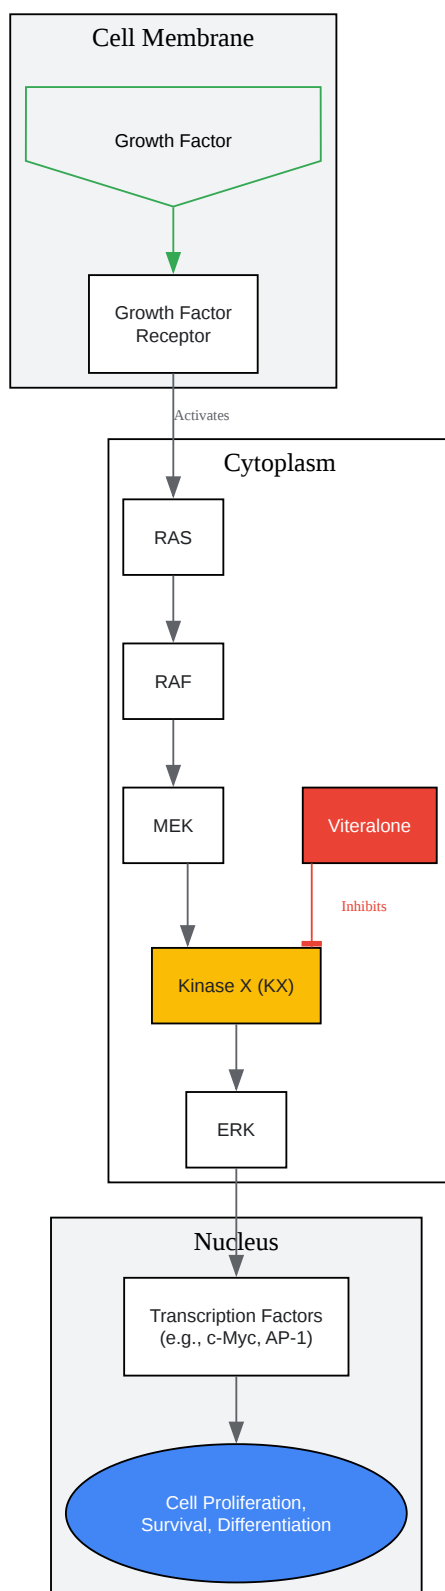 Cell Membrane
Growth Factor
Growth Factor
Receptor
Activates
Cytoplasm
RAS
RAF
MEK
Viteralone
Inhibits
Kinase X (KX)
ERK
Nucleus
Transcription Factors
(e.g., c-Myc, AP-1)
Cell Proliferation,
Survival, Differentiation